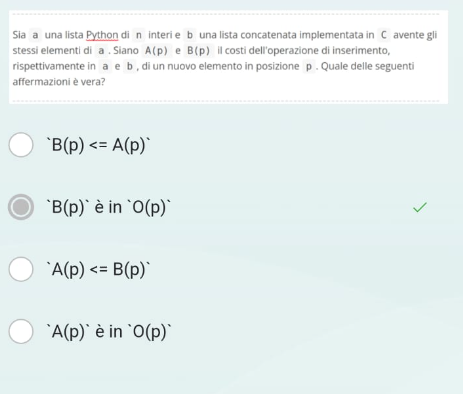 Sia a una lista Python di n interi e b una lista concatenata implementata in C avente gli
stessi elementi di a. Siano A(p) e B(p) il costi dell'operazione di inserimento,
rispettivamente in a e b, di un nuovo elemento in posizione p. Quale delle seguenti
affermazioni è vera?
`B(p) <= A(p)`
`B(p)` è in `O(p)`
`A(p) <= B(p)`
`A(p)` è in `O(p)`